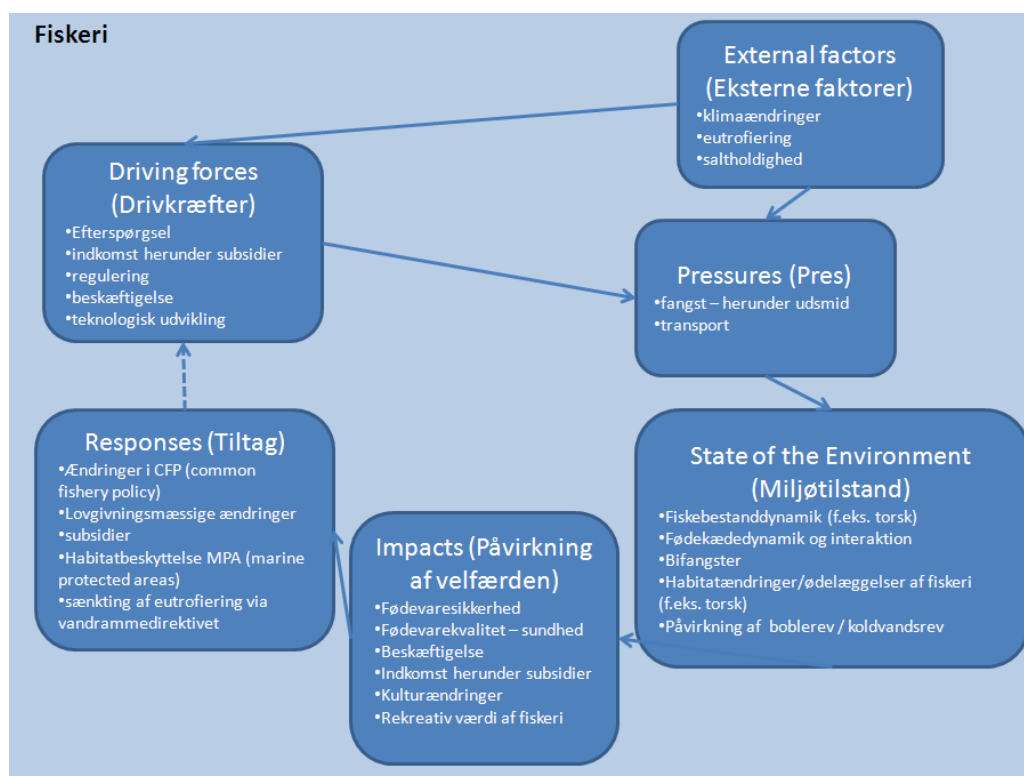 Fiskeri
External factors
(Eksterne faktorer)
•klimaændringer
•eutrofiering
•saltholdighed
Driving forces
(Drivkræfter)
•Efterspørgsel
•indkomst herunder subsidier
•regulering
•beskæftigelse
•teknologisk udvikling
Pressures (Pres)
•fangst – herunder udsmid
•transport
State of the Environment
(Miljøtilstand)
•Fiskebestanddynamik (f.eks. torsk)
•Fødekædedynamik og interaktion
•Bifangster
•Habitatændringer/ødelæggelser af fiskeri
(f.eks. torsk)
•Påvirkning af boblerev / koldvandsrev
Impacts (Påvirkning
af velfærden)
•Fødevaresikkerhed
•Fødevarekvalitet – sundhed
•Beskæftigelse
•Indkomst herunder subsidier
•Kulturændringer
•Rekreativ værdi af fiskeri
Responses (Tiltag)
•Ændringer i CFP (common
fishery policy)
•Lovgivningsmæssige ændringer
•subsidier
•Habitatbeskyttelse MPA (marine
protected areas)
•sænkting af eutrofiering via
vandrammedirektivet